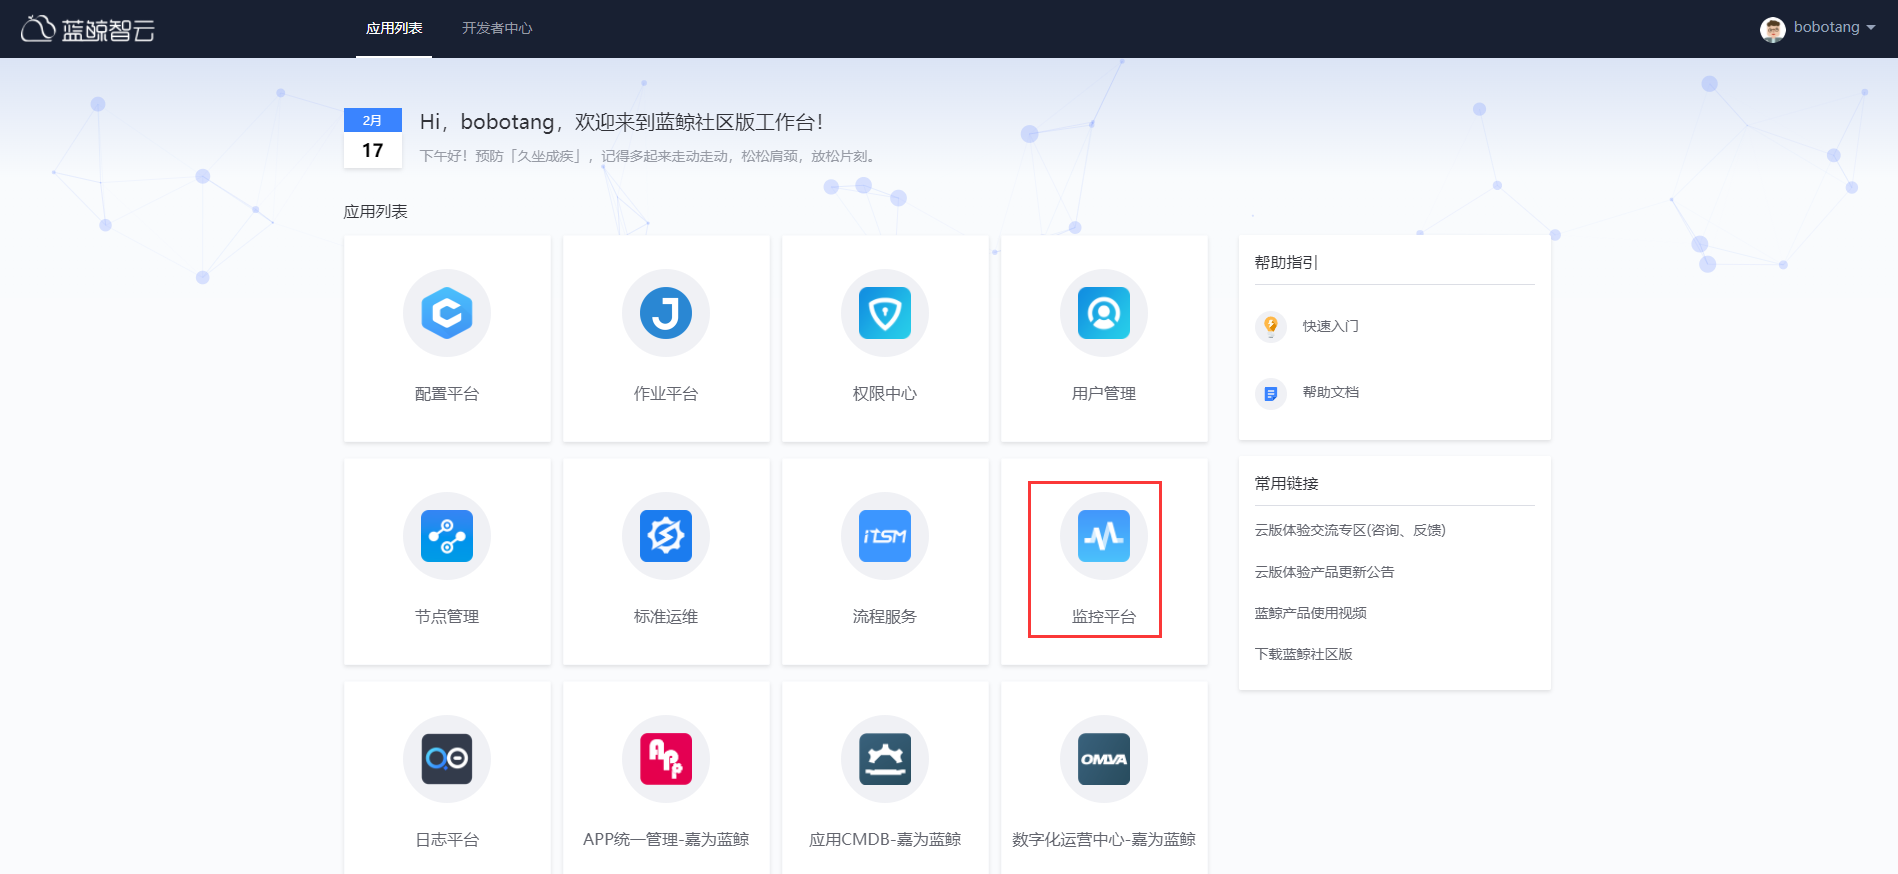 蓝鲸智云
应用列表
开发者中心
bobotang
2月
17
Hi，bobotang，欢迎来到蓝鲸社区版工作台！
下午好！预防「久坐成疾」，记得多起来走动走动，松松肩颈，放松片刻。
应用列表
配置平台
作业平台
权限中心
用户管理
节点管理
标准运维
iTSM
流程服务
监控平台
日志平台
APP
APP统一管理-嘉为蓝鲸
应用CMDB-嘉为蓝鲸
OMVA
数字化运营中心-嘉为蓝鲸
帮助指引
快速入门
帮助文档
常用链接
云版体验交流专区(咨询、反馈)
云版体验产品更新公告
蓝鲸产品使用视频
下载蓝鲸社区版